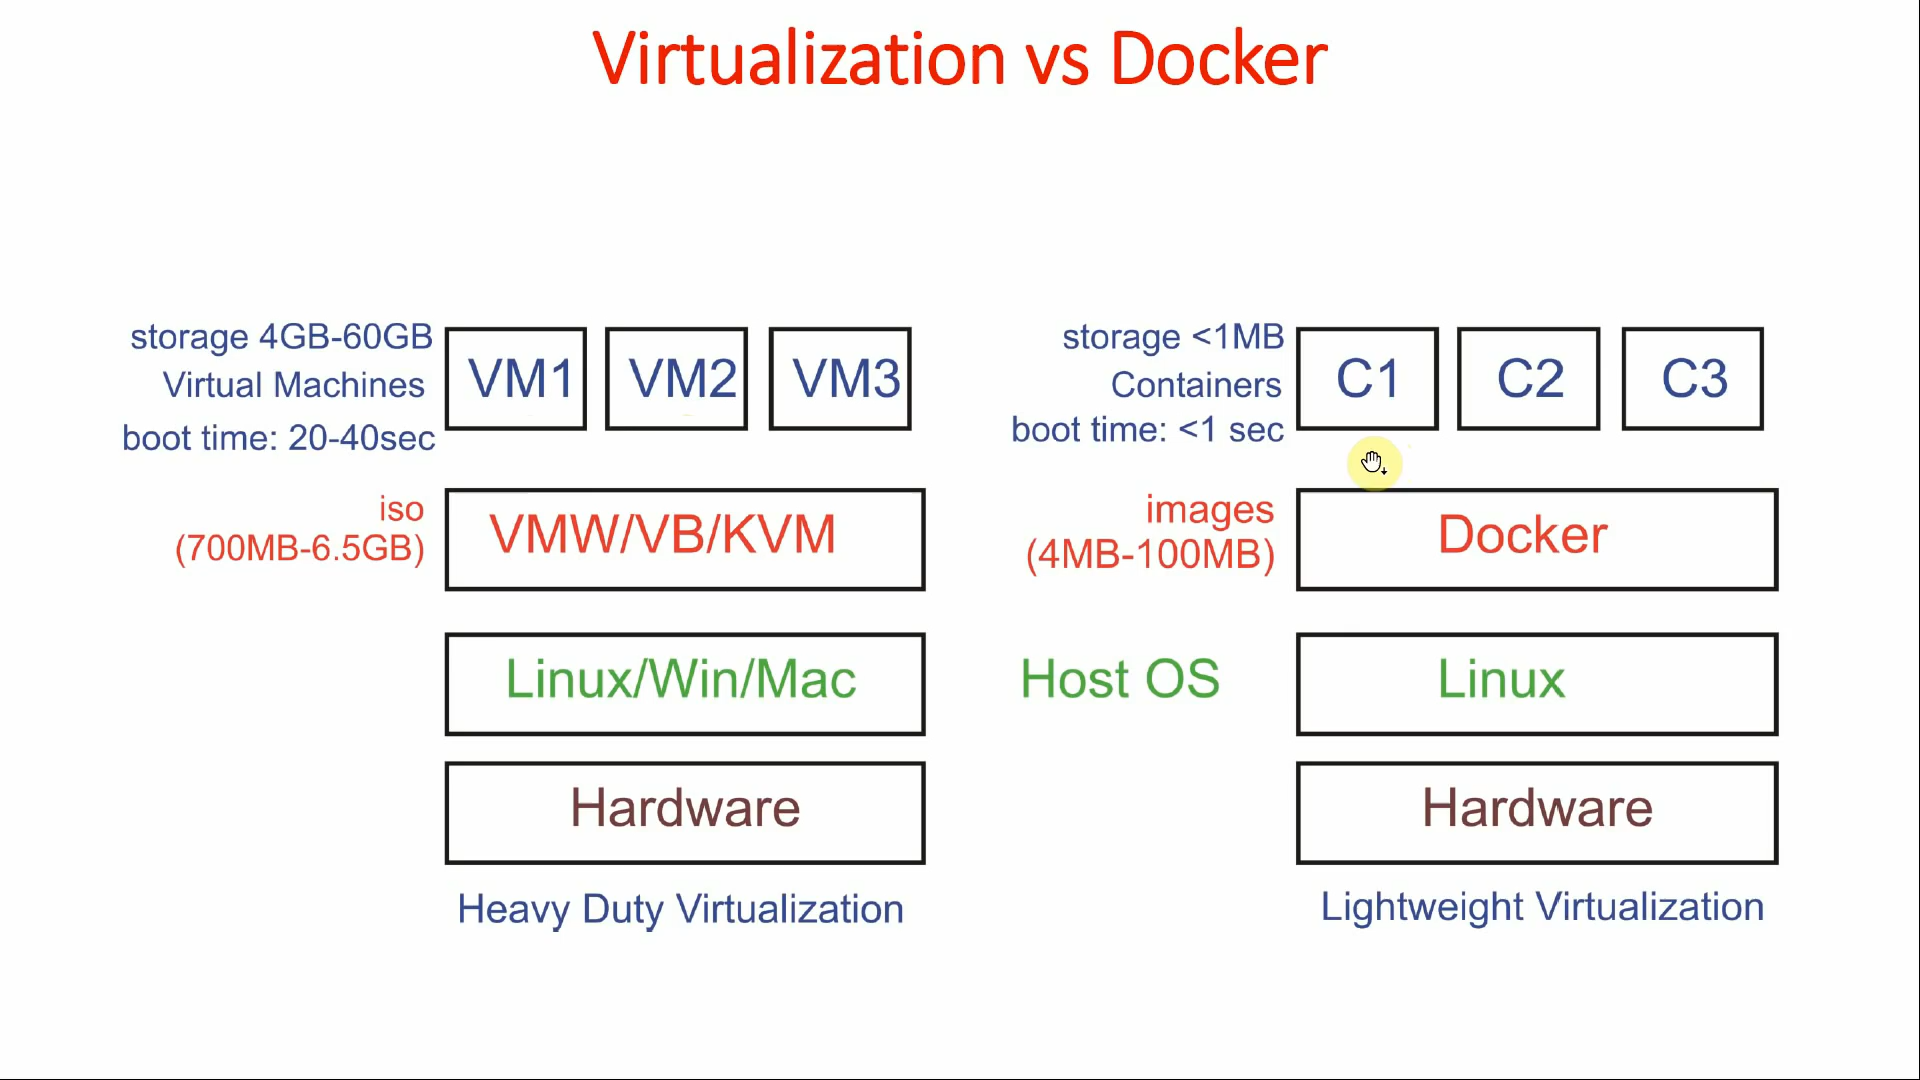 Virtualization vs Docker
storage 4GB-60GB
Virtual Machines
boot time: 20-40sec
VM1
VM2
VM3
iso
(700MB-6.5GB)
VMW/VB/KVM
Linux/Win/Mac
Hardware
Heavy Duty Virtualization
storage <1MB
Containers
boot time: <1 sec
C1
C2
C3
images
(4MB-100MB)
Docker
Host OS
Linux
Hardware
Lightweight Virtualization